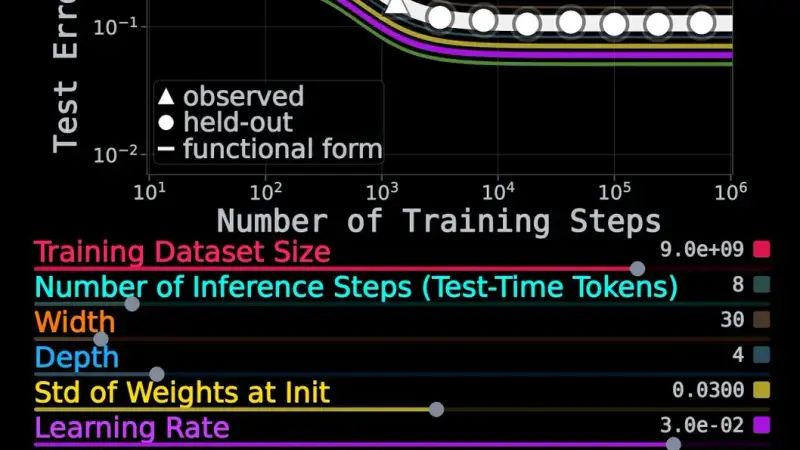 10⁻¹
Test Erro
observed
held-out
functional form
10⁻²
10¹ 10² 10³ 10⁴ 10⁵ 10⁶
Number of Training Steps
Training Dataset Size 9.0e+09
Number of Inference Steps (Test-Time Tokens) 8
Width 30
Depth 4
Std of Weights at Init 0.0300
Learning Rate 3.0e-02